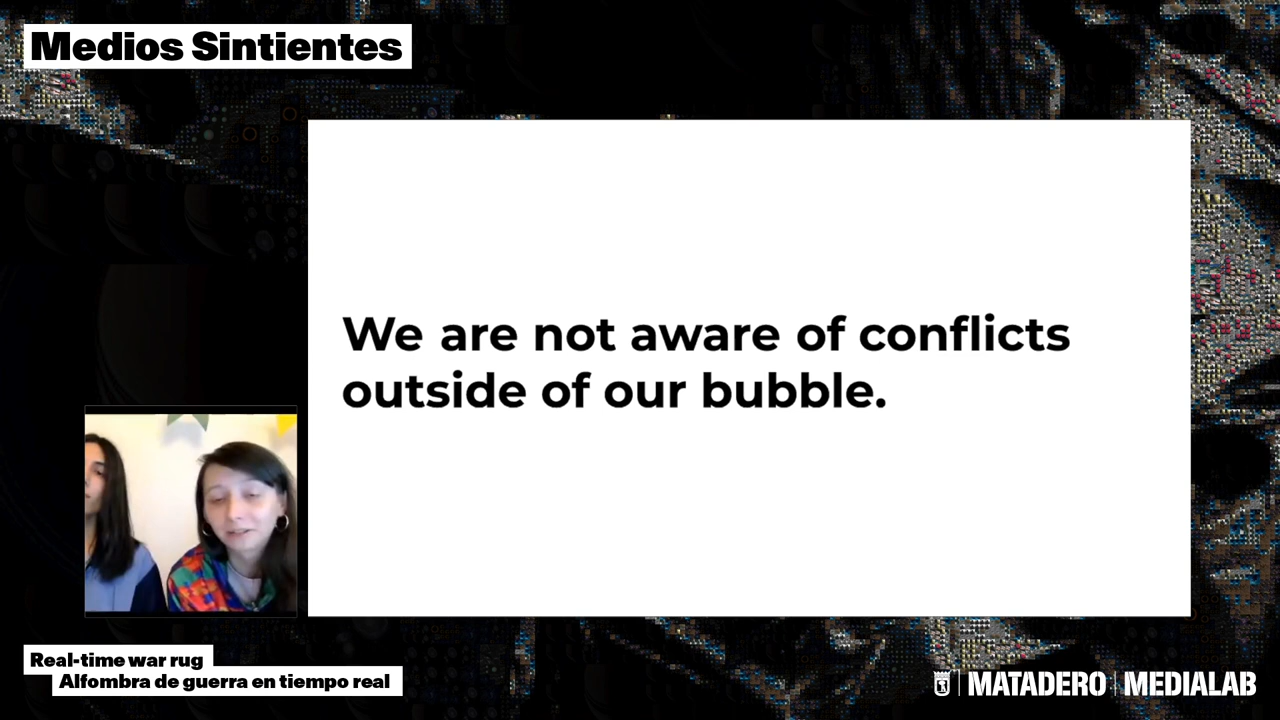 Medios Sintientes
We are not aware of conflicts
outside of our bubble.
Real-time war rug
Alfombra de guerra en tiempo real
MATADERO MEDIALAB